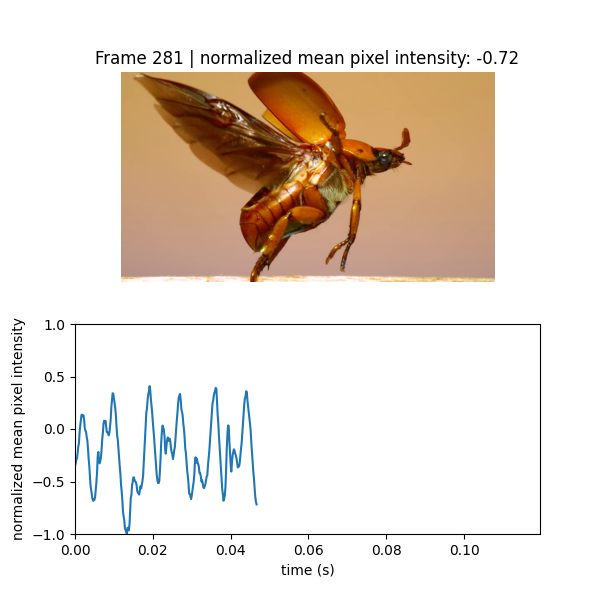 Frame 281 | normalized mean pixel intensity: -0.72
1.0
0.5
0.0
−0.5
−1.0
normalized mean pixel intensity
0.00 0.02 0.04 0.06 0.08 0.10
time (s)